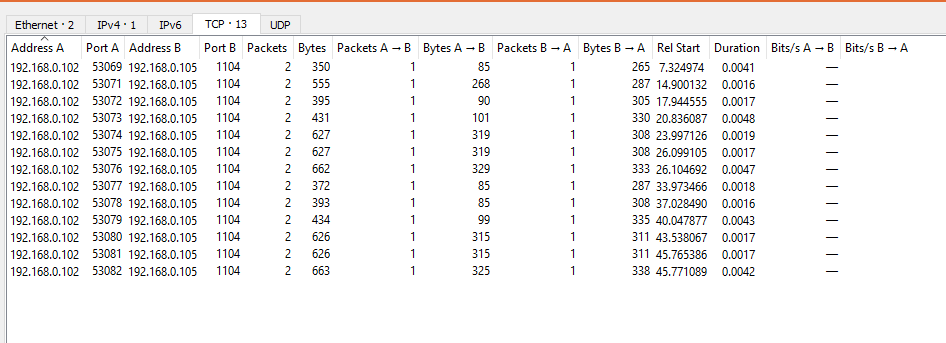 Ethernet · 2 IPv4 · 1 IPv6 TCP · 13 UDP
Address A Port A Address B Port B Packets Bytes Packets A → B Bytes A → B Packets B → A Bytes B → A Rel Start Duration Bits/s A → B Bits/s B → A
192.168.0.102 53069 192.168.0.105 1104 2 350 1 85 1 265 7.324974 0.0041 —
192.168.0.102 53071 192.168.0.105 1104 2 555 1 268 1 287 14.900132 0.0016 —
192.168.0.102 53072 192.168.0.105 1104 2 395 1 90 1 305 17.944555 0.0017 —
192.168.0.102 53073 192.168.0.105 1104 2 431 1 101 1 330 20.836087 0.0048 —
192.168.0.102 53074 192.168.0.105 1104 2 627 1 319 1 308 23.997126 0.0019 —
192.168.0.102 53075 192.168.0.105 1104 2 627 1 319 1 308 26.099105 0.0017 —
192.168.0.102 53076 192.168.0.105 1104 2 662 1 329 1 333 26.104692 0.0047 —
192.168.0.102 53077 192.168.0.105 1104 2 372 1 85 1 287 33.973466 0.0018 —
192.168.0.102 53078 192.168.0.105 1104 2 393 1 85 1 308 37.028490 0.0016 —
192.168.0.102 53079 192.168.0.105 1104 2 434 1 99 1 335 40.047877 0.0043 —
192.168.0.102 53080 192.168.0.105 1104 2 626 1 315 1 311 43.538067 0.0017 —
192.168.0.102 53081 192.168.0.105 1104 2 626 1 315 1 311 45.765386 0.0017 —
192.168.0.102 53082 192.168.0.105 1104 2 663 1 325 1 338 45.771089 0.0042 —